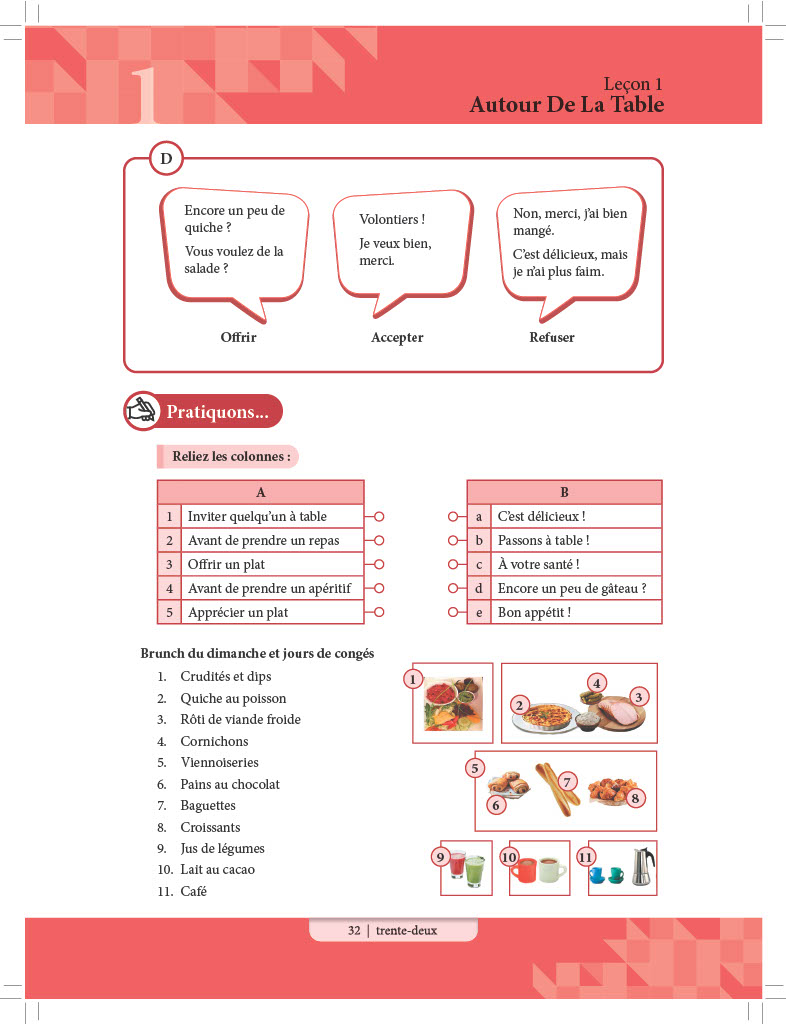 1
Leçon 1
Autour De La Table
D
Encore un peu de
quiche ?
Vous voulez de la
salade ?
Offrir
Volontiers !
Je veux bien,
merci.
Accepter
Non, merci, j'ai bien
mangé.
C'est délicieux, mais
je n'ai plus faim.
Refuser
Pratiquons...
Reliez les colonnes :
A
1 Inviter quelqu'un à table
2 Avant de prendre un repas
3 Offrir un plat
4 Avant de prendre un apéritif
5 Apprécier un plat
B
a C'est délicieux !
b Passons à table !
c À votre santé !
d Encore un peu de gâteau ?
e Bon appétit !
Brunch du dimanche et jours de congés
1. Crudités et dips
2. Quiche au poisson
3. Rôti de viande froide
4. Cornichons
5. Viennoiseries
6. Pains au chocolat
7. Baguettes
8. Croissants
9. Jus de légumes
10. Lait au cacao
11. Café
1
2
4
3
5
6
7
8
9
10
11
32 | trente-deux